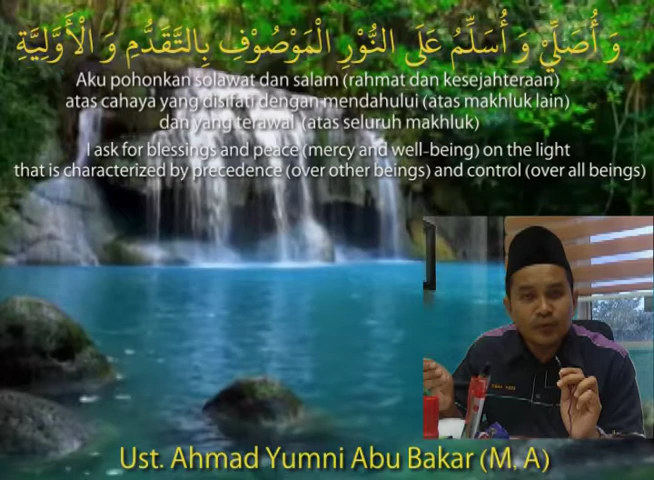 وَ أُصَلِّيْ وَ أُسَلِّمُ عَلَى النُّوْرِ الْمَوْصُوْفِ بِالتَّقَدُّمِ وَ الْأَوَّلِيَّةِ
Aku pohonkan solawat dan salam (rahmat dan kesejahteraan)
atas cahaya yang disifati dengan mendahului (atas makhluk lain)
dan yang terawal (atas seluruh makhluk)
I ask for blessings and peace (mercy and well-being) on the light
that is characterized by precedence (over other beings) and control (over all beings)
Ust. Ahmad Yumni Abu Bakar (M. A)